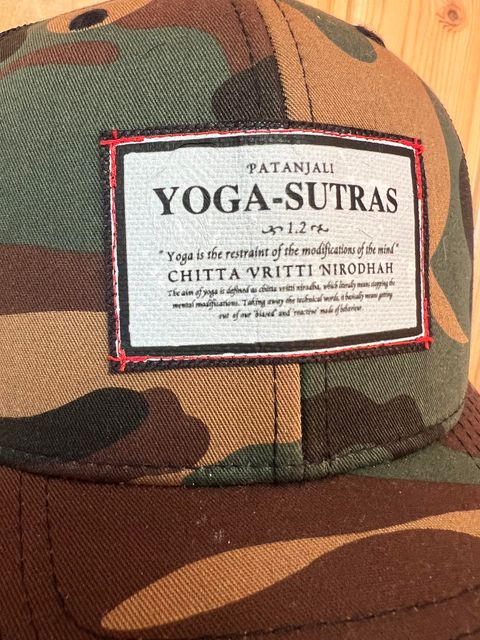 PATANJALI
YOGA-SUTRAS
1.2
"Yoga is the restraint of the modifications of the mind"
CHITTA VRITTI NIRODHAH
The aim of yoga is defined as chitta vritti nirodha, which literally means stopping the
mental modifications. Taking away the technical words, it basically means getting
out of our 'biased' and 'reactive' mode of behaviour.